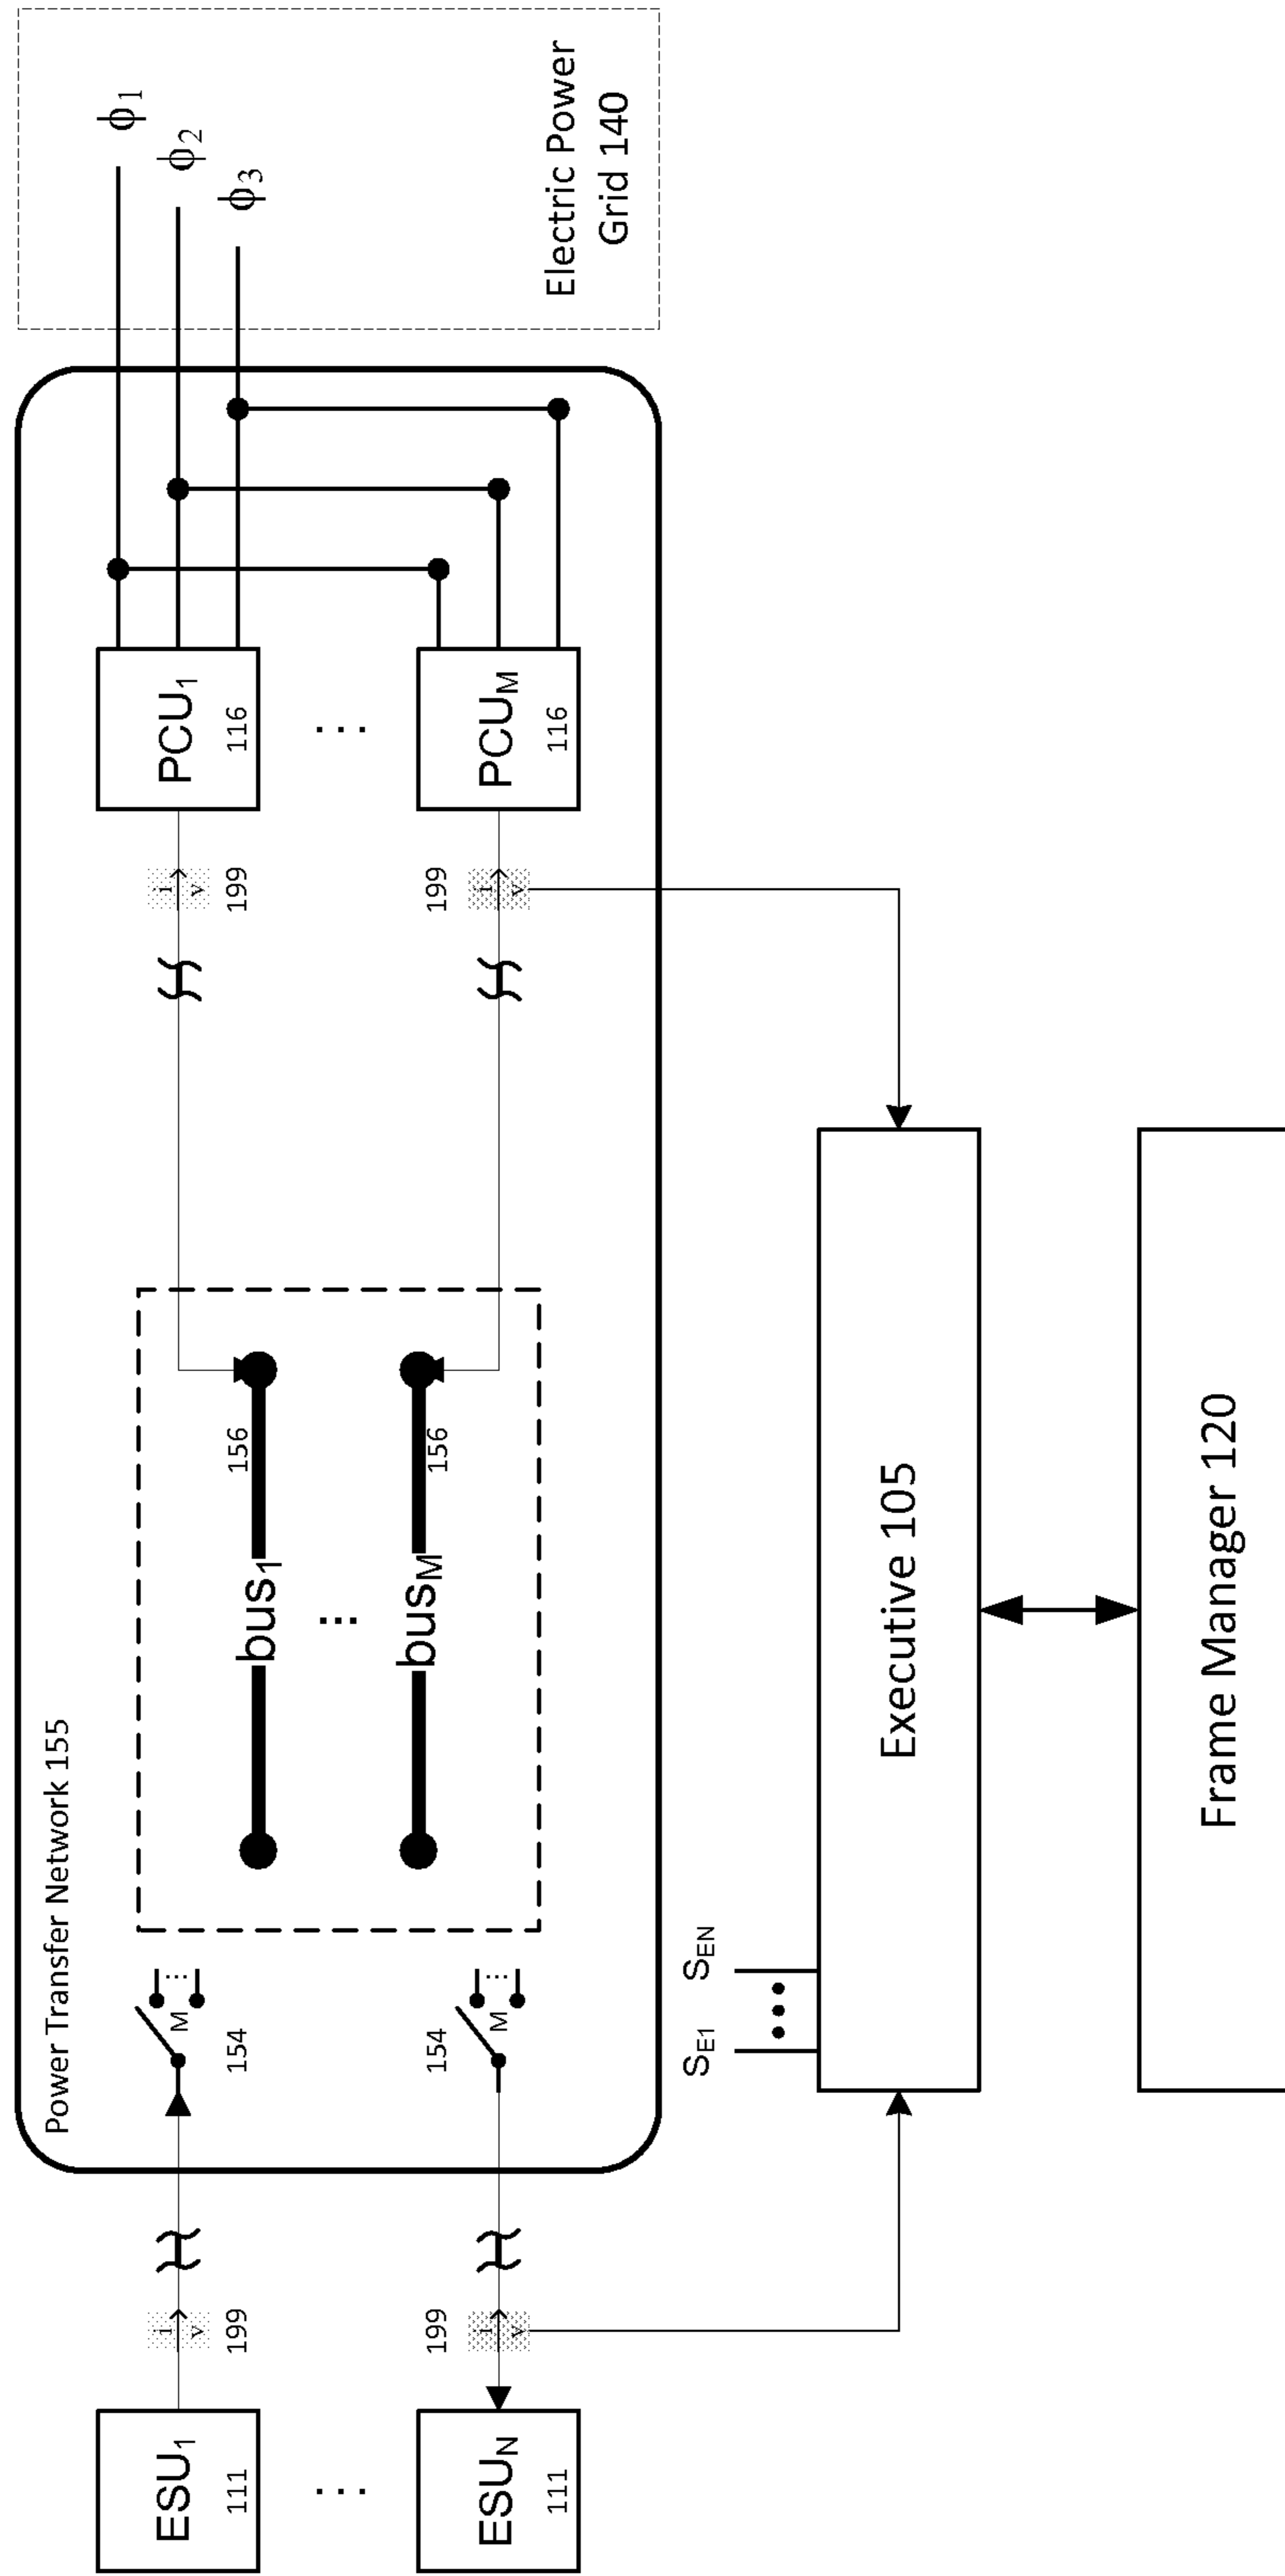 Power Transfer Network 155
ESU1
111
...
ESUN
111
i
v
199
199
i
v
M
...
154
154
M
...
bus1
156
...
busM
156
i
v
199
199
i
v
PCU1
116
...
PCUM
116
ϕ1
ϕ2
ϕ3
Electric Power
Grid 140
SE1
...
SEN
Executive 105
Frame Manager 120